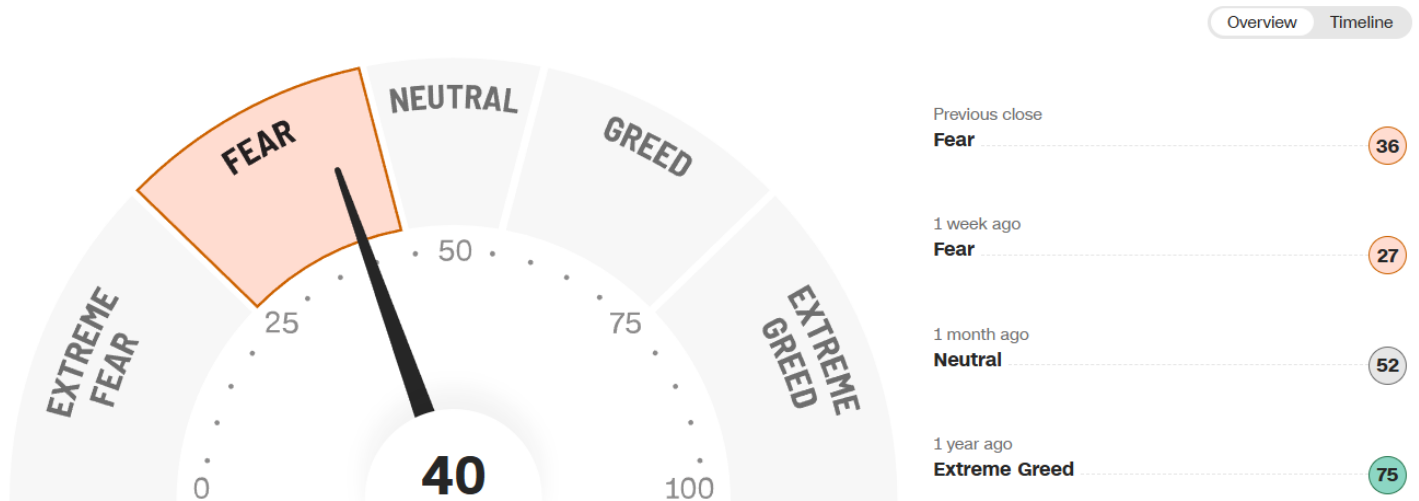 Overview Timeline
NEUTRAL
FEAR
GREED
EXTREME
FEAR
EXTREME
GREED
50
25
75
0
100
40
Previous close
Fear
36
1 week ago
Fear
27
1 month ago
Neutral
52
1 year ago
Extreme Greed
75